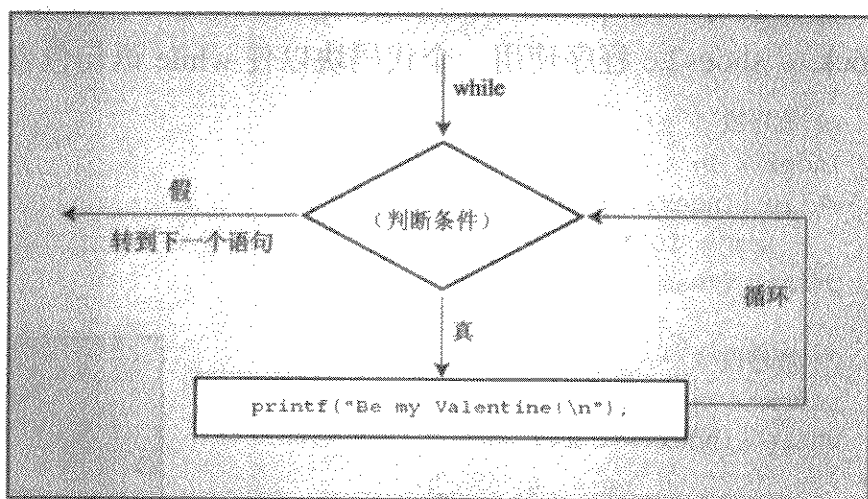 while
假
(判断条件)
转到下一个语句
循环
真
printf("Be my Valentine!\n");